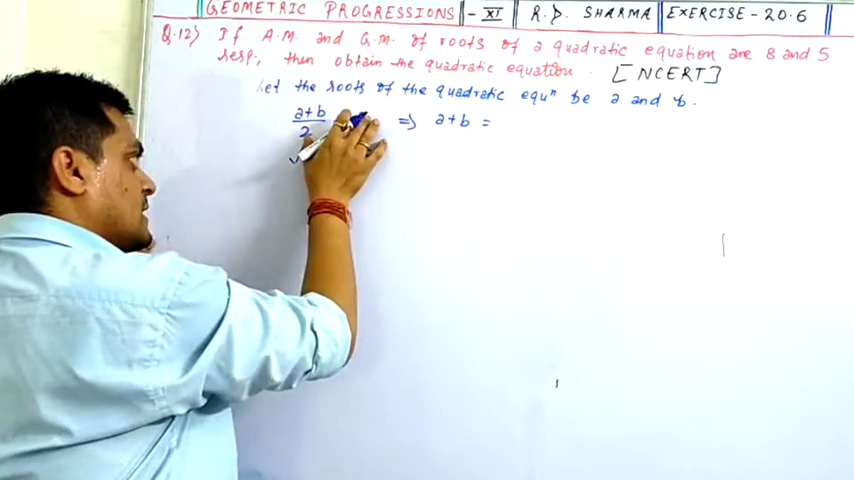 GEOMETRIC PROGRESSIONS - XI R.D. SHARMA EXERCISE - 20.6
Q.12) If A.M. and G.M. of roots of a quadratic equation are 8 and 5
resp., then obtain the quadratic equation. [NCERT]
Let the roots of the quadratic equⁿ be a and b.
a+b/2 => a+b =